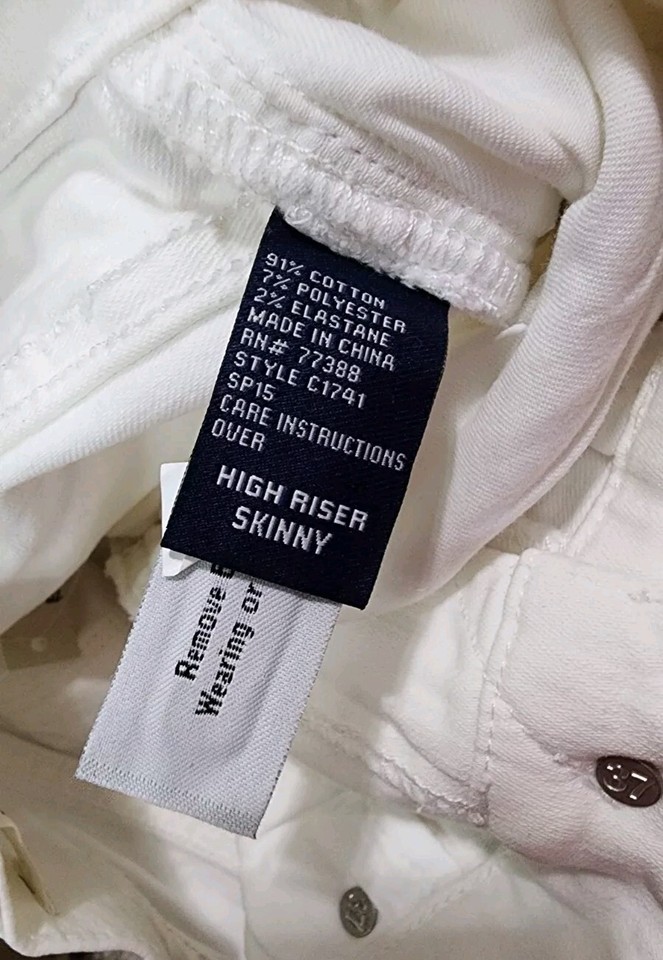 91% COTTON
7% POLYESTER
2% ELASTANE
MADE IN CHINA
RN# 77388
STYLE C1741
SP15
CARE INSTRUCTIONS
OVER
HIGH RISER
SKINNY
Remove
Wearing or
37
37